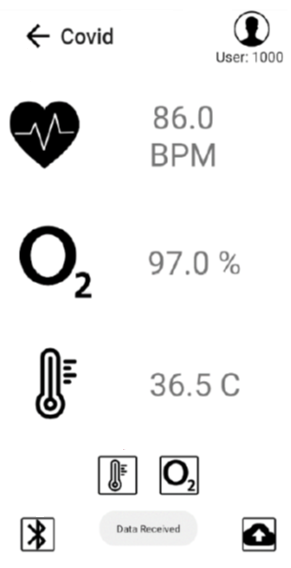 Covid
User: 1000
86.0
BPM
O2
97.0 %
36.5 C
O2
Data Received